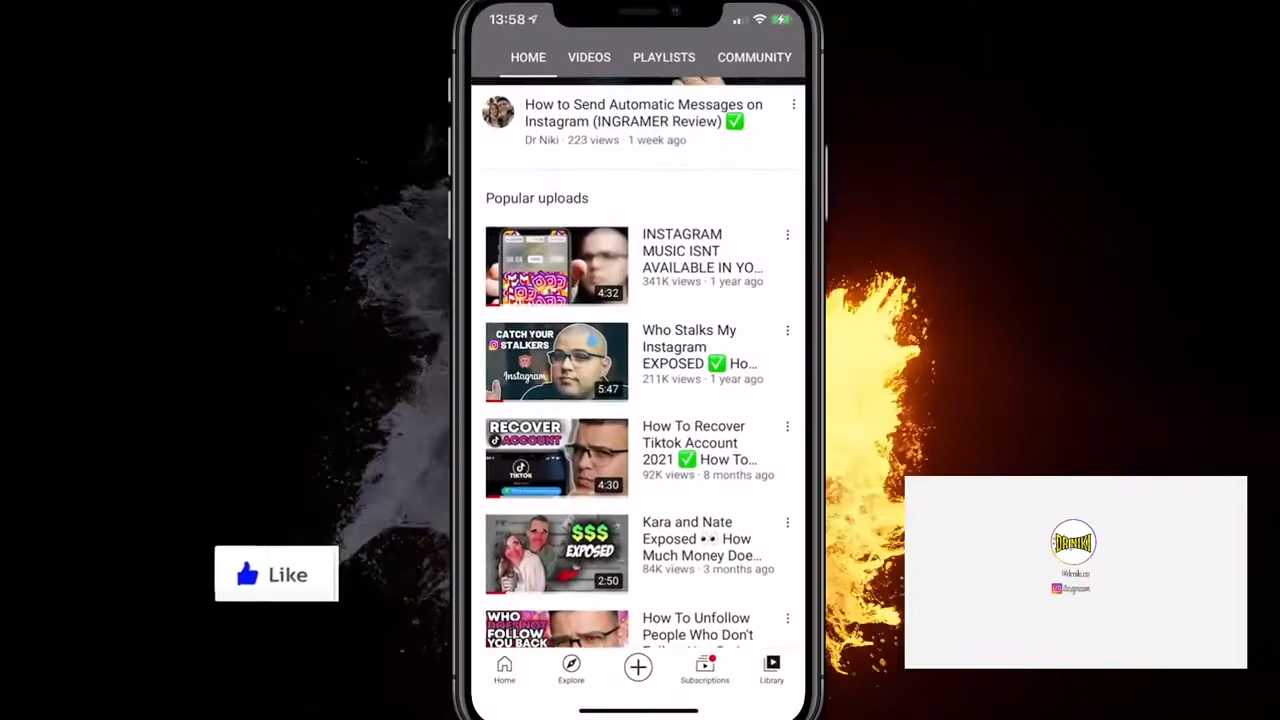 13:58
HOME VIDEOS PLAYLISTS COMMUNITY
How to Send Automatic Messages on
Instagram (INGRAMER Review) ✅
Dr Niki · 223 views · 1 week ago
Popular uploads
4:32
INSTAGRAM
MUSIC ISNT
AVAILABLE IN YO...
341K views · 1 year ago
CATCH YOUR
STALKERS
Instagram
5:47
Who Stalks My
Instagram
EXPOSED ✅ Ho...
211K views · 1 year ago
RECOVER
ACCOUNT
TIKTOK
4:30
How To Recover
Tiktok Account
2021 ✅ How To...
92K views · 8 months ago
$$$
EXPOSED
2:50
Kara and Nate
Exposed 👀 How
Much Money Doe...
84K views · 3 months ago
WHO
DOES NOT
FOLLOW
YOU BACK
How To Unfollow
People Who Don't
Home Explore Subscriptions Library
Like
DR NIKI